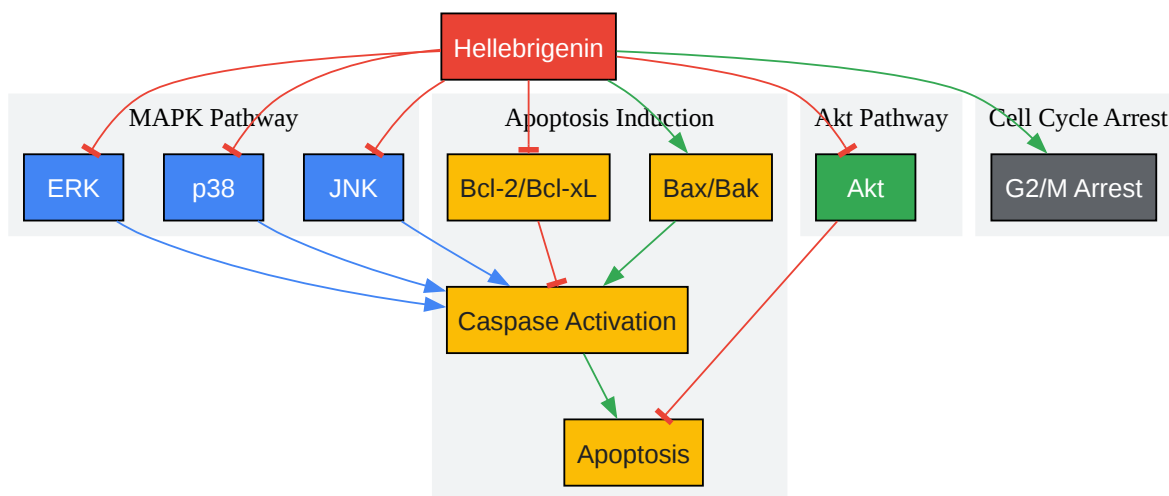 Hellebrigenin
MAPK Pathway
Apoptosis Induction
Akt Pathway
Cell Cycle Arrest
ERK
p38
JNK
Bcl-2/Bcl-xL
Bax/Bak
Akt
G2/M Arrest
Caspase Activation
Apoptosis